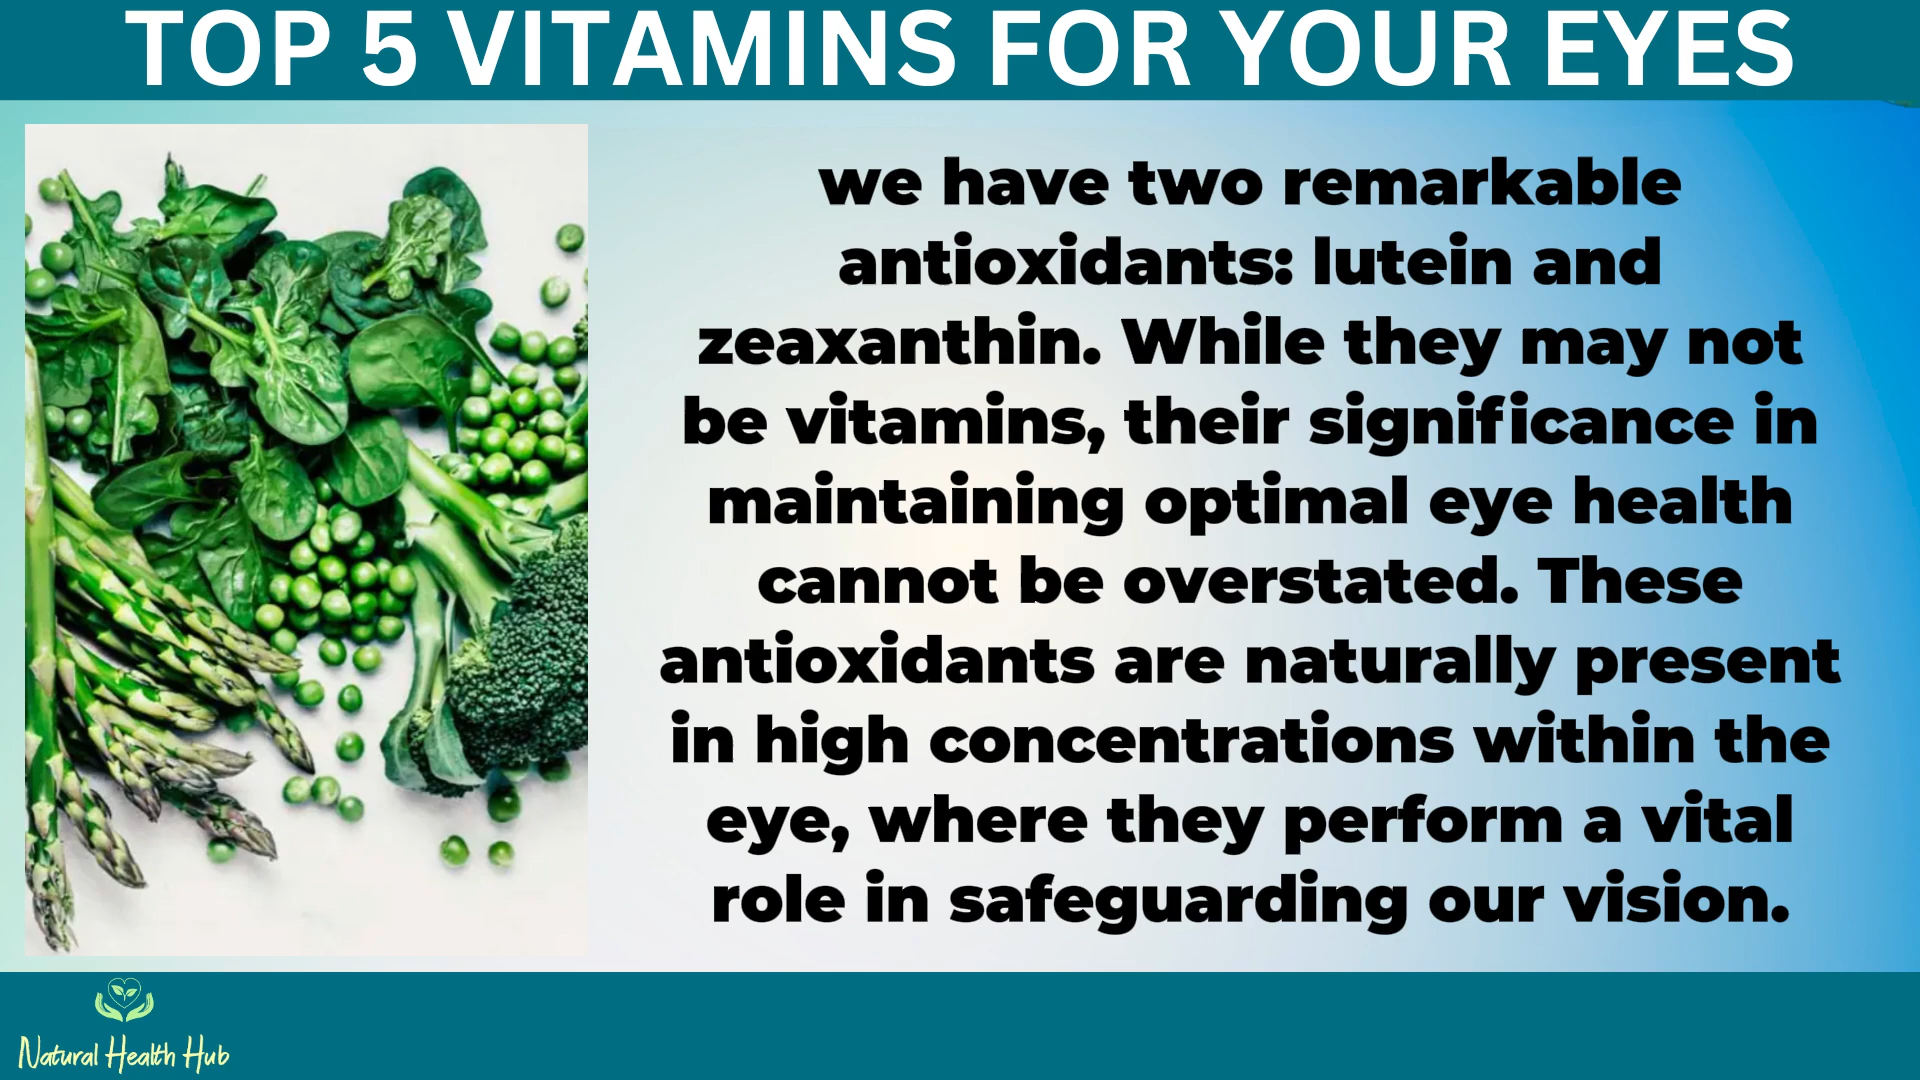 TOP 5 VITAMINS FOR YOUR EYES
we have two remarkable
antioxidants: lutein and
zeaxanthin. While they may not
be vitamins, their significance in
maintaining optimal eye health
cannot be overstated. These
antioxidants are naturally present
in high concentrations within the
eye, where they perform a vital
role in safeguarding our vision.
Natural Health Hub